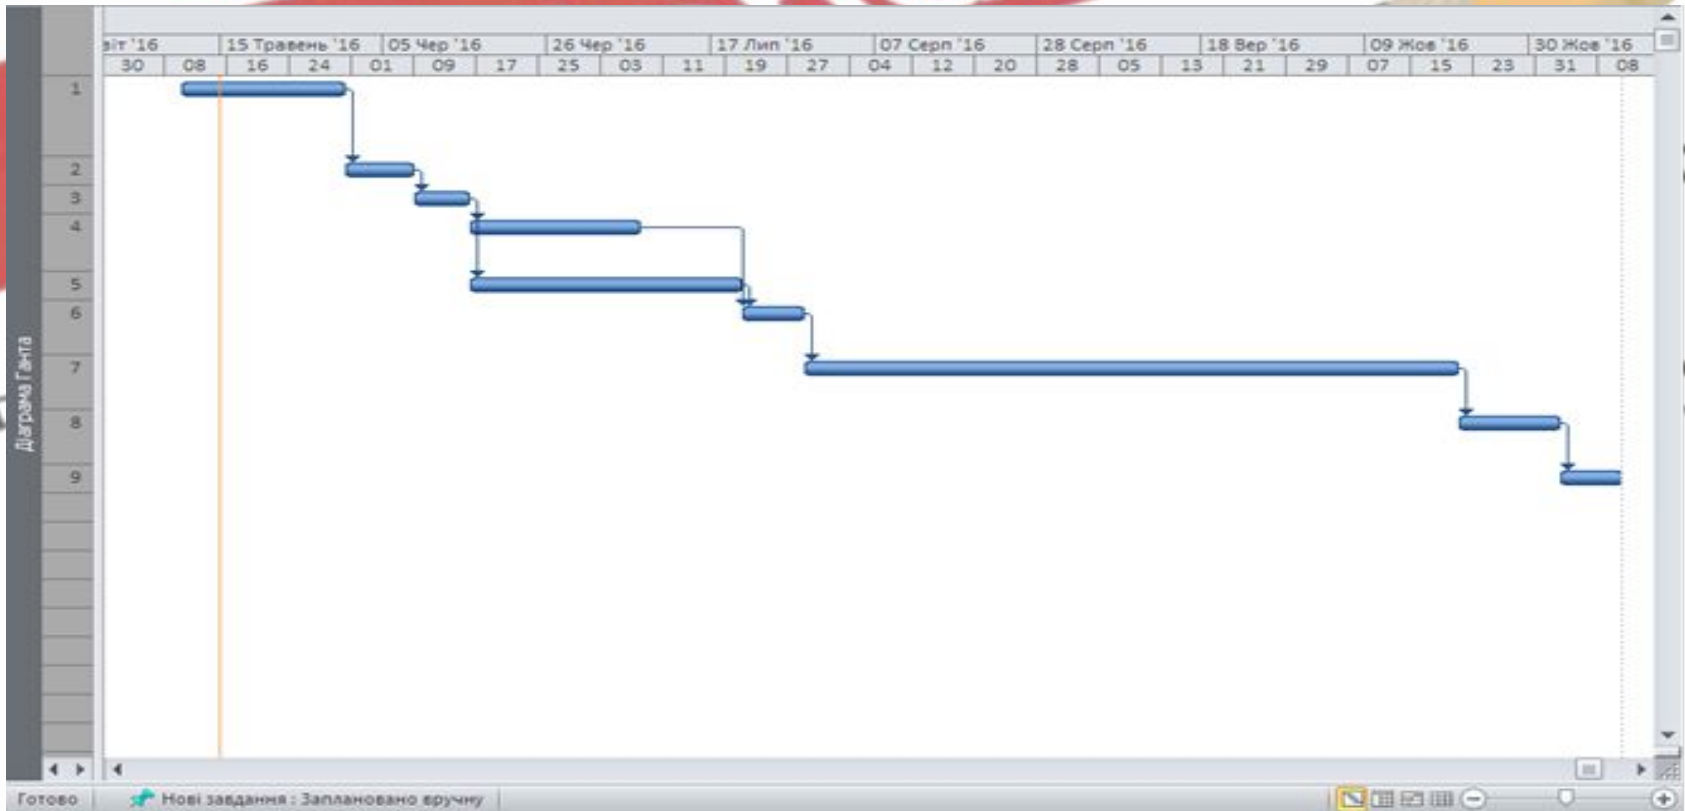 віт '16 15 Травень '16 05 Чер '16 26 Чер '16 17 Лип '16 07 Серп '16 28 Серп '16 18 Вер '16 09 Жов '16 30 Жов '16
30 08 16 24 01 09 17 25 03 11 19 27 04 12 20 28 05 13 21 29 07 15 23 31 08
1
2
3
4
5
6
7
8
9
Діаграма Ганта
Готово Нові завдання : Заплановано вручну